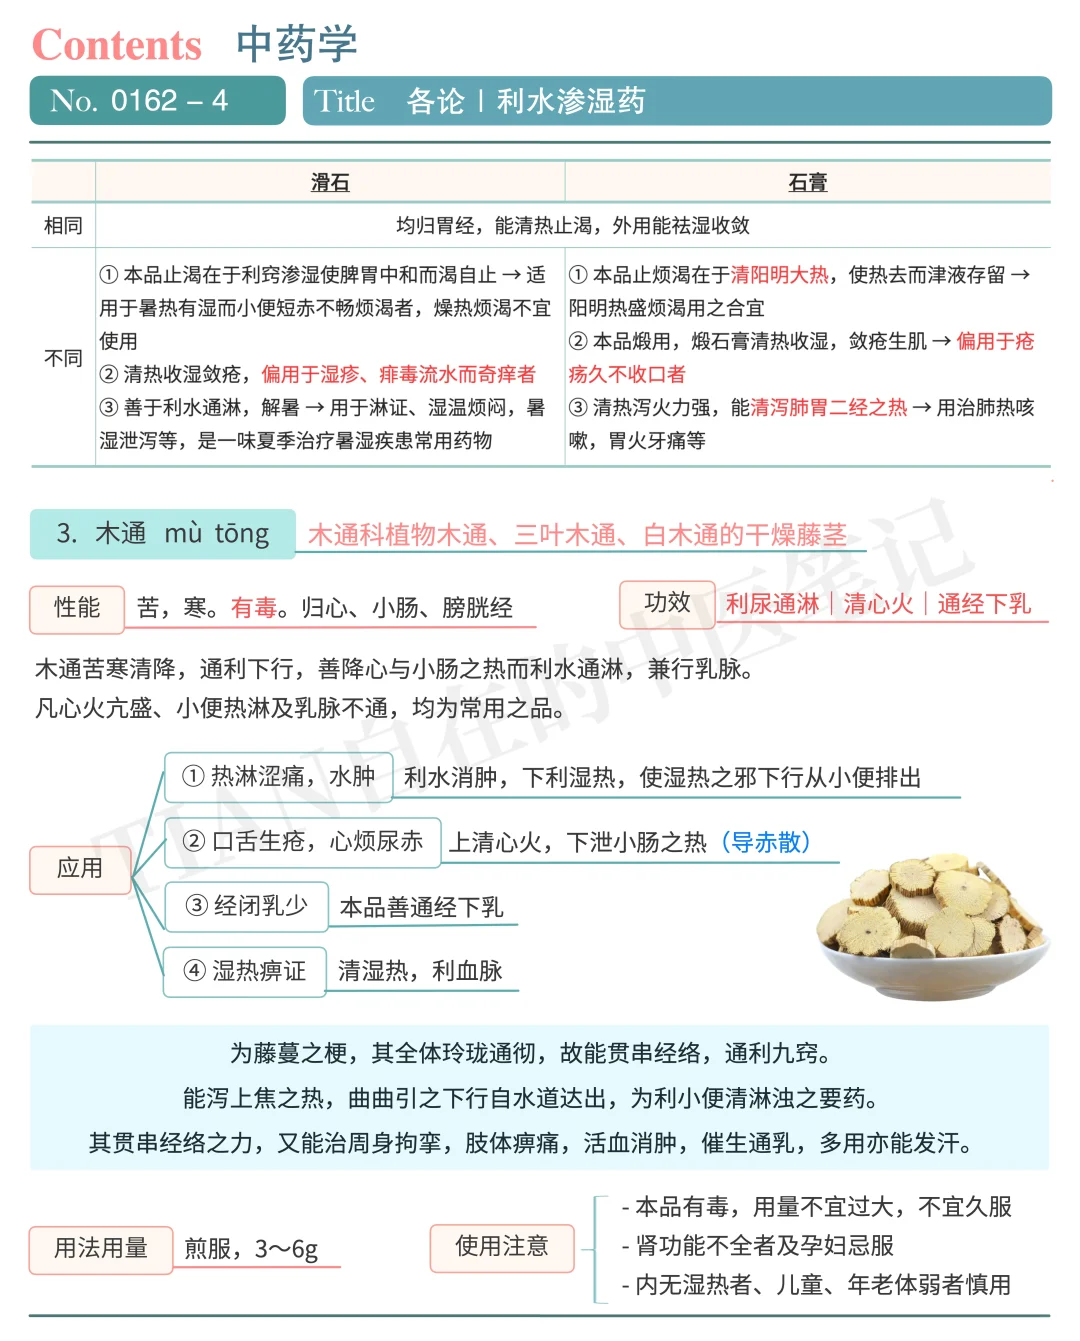 Contents 中药学
No. 0162 – 4
Title 各论 | 利水渗湿药
滑石 石膏
相同 均归胃经，能清热止渴，外用能祛湿收敛
不同
① 本品止渴在于利窍渗湿使脾胃中和而渴自止 → 适
用于暑热有湿而小便短赤不畅烦渴者，燥热烦渴不宜
使用
② 清热收湿敛疮，偏用于湿疹、痱毒流水而奇痒者
③ 善于利水通淋，解暑 → 用于淋证、湿温烦闷，暑
湿泄泻等，是一味夏季治疗暑湿疾患常用药物
① 本品止烦渴在于清阳明大热，使热去而津液存留 →
阳明热盛烦渴用之合宜
② 本品煅用，煅石膏清热收湿，敛疮生肌 → 偏用于疮
疡久不收口者
③ 清热泻火力强，能清泻肺胃二经之热 → 用治肺热咳
嗽，胃火牙痛等
3. 木通 mù tōng 木通科植物木通、三叶木通、白木通的干燥藤茎
性能 苦，寒。有毒。归心、小肠、膀胱经
功效 利尿通淋｜清心火｜通经下乳
木通苦寒清降，通利下行，善降心与小肠之热而利水通淋，兼行乳脉。
凡心火亢盛、小便热淋及乳脉不通，均为常用之品。
应用
① 热淋涩痛，水肿 利水消肿，下利湿热，使湿热之邪下行从小便排出
② 口舌生疮，心烦尿赤 上清心火，下泄小肠之热（导赤散）
③ 经闭乳少 本品善通经下乳
④ 湿热痹证 清湿热，利血脉
为藤蔓之梗，其全体玲珑通彻，故能贯串经络，通利九窍。
能泻上焦之热，曲曲引之下行自水道达出，为利小便清淋浊之要药。
其贯串经络之力，又能治周身拘挛，肢体痹痛，活血消肿，催生通乳，多用亦能发汗。
用法用量 煎服，3～6g
使用注意
- 本品有毒，用量不宜过大，不宜久服
- 肾功能不全者及孕妇忌服
- 内无湿热者、儿童、年老体弱者慎用
TIAN自在的中医笔记